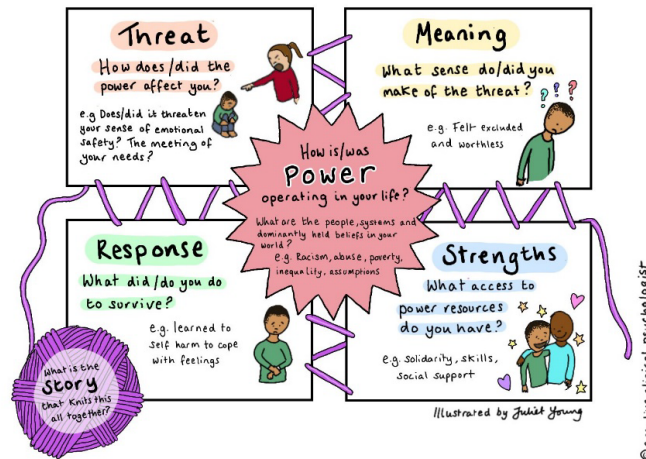 Threat
How does/did the
power affect you?
e.g Does/did it threaten
your sense of emotional
safety? The meeting of
your needs?
Meaning
What sense do/did you
make of the threat?
? ? ?
e.g. Felt excluded
and worthless
How is/was
Power
operating in your life?
What are the people, systems and
dominantly held beliefs in your
world?
e.g. Racism, abuse, poverty,
inequality, assumptions
Response
What did/do you do
to survive?
e.g. learned to
self harm to cope
with feelings
Strengths
What access to
power resources
do you have?
e.g. solidarity, skills,
social support
What is the
Story
that Knits this
all together?
Illustrated by Juliet Young
clinical psychologist